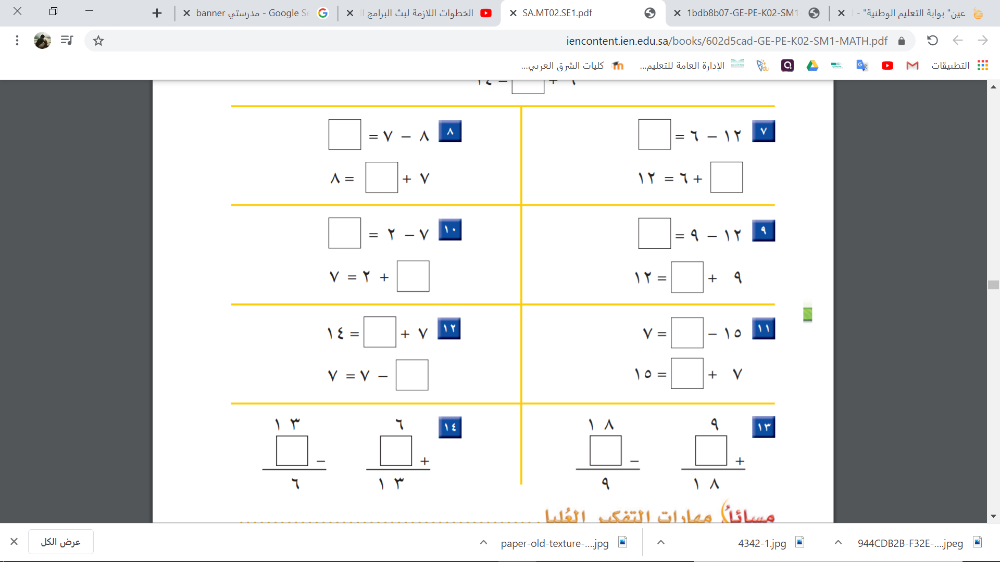 عين" بوابة التعليم الوطنية" -
1bdb8b07-GE-PE-K02-SM1
SA.MT02.SE1.pdf
الخطوات اللازمة لبث البرامج ا
مدرستي - Google Se banner
iencontent.ien.edu.sa/books/602d5cad-GE-PE-K02-SM1-MATH.pdf
التطبيقات
الإدارة العامة للتعليم...
كليات الشرق العربي...
٧ ١٢ – ٦ =
+ ٦ = ١٢
٨ ٨ – ٧ =
٧ + = ٨
٩ ١٢ – ٩ =
٩ + = ١٢
١٠ ٧ – ٢ =
+ ٢ = ٧
١١ ١٥ – = ٧
٧ + = ١٥
١٢ ٧ + = ١٤
– ٧ = ٧
١٣ ٩ ١٨
+ –
١٨ ٩
١٤ ٦ ١٣
+ –
١٣ ٦
مسائل مهارات التفكير العُليا
944CDB2B-F32E-....jpeg
4342-1.jpg
paper-old-texture-....jpg
عرض الكل